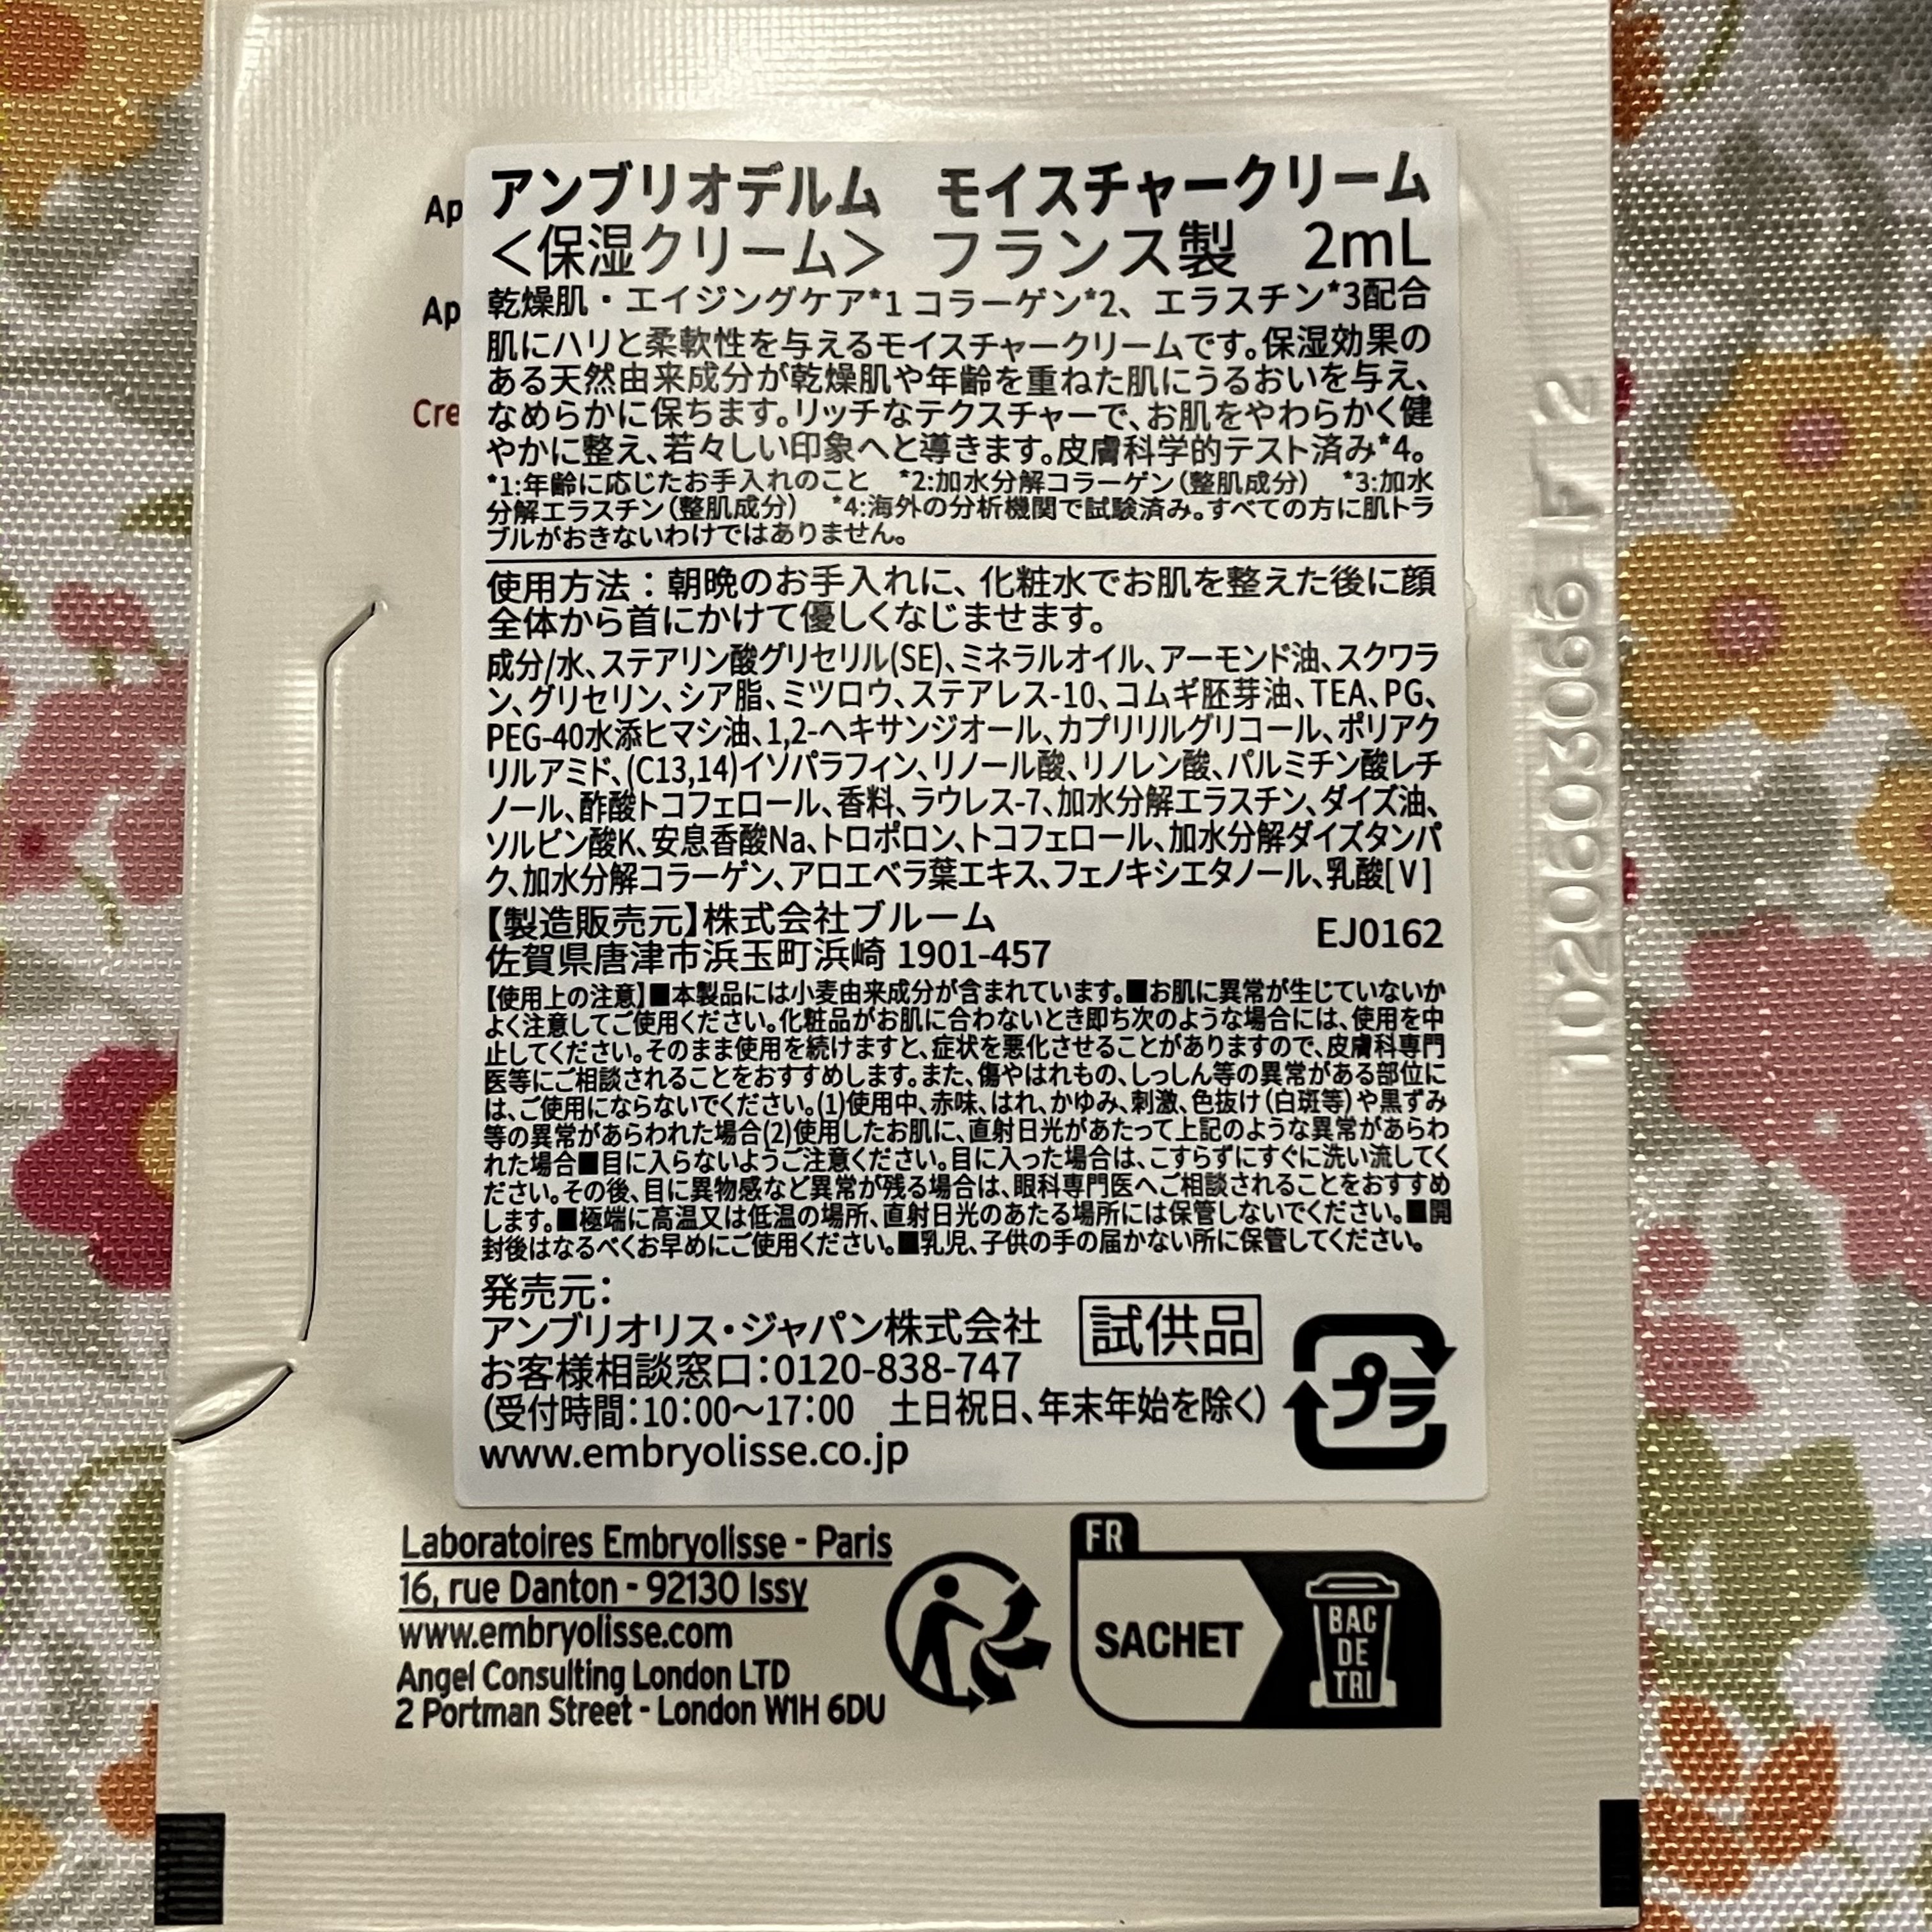 アンブリオデルム　モイスチャークリーム
＜保湿クリーム＞　フランス製　2mL
乾燥肌・エイジングケア*1 コラーゲン*2、エラスチン*3配合
肌にハリと柔軟性を与えるモイスチャークリームです。保湿効果の
ある天然由来成分が乾燥肌や年齢を重ねた肌にうるおいを与え、
なめらかに保ちます。リッチなテクスチャーで、お肌をやわらかく健
やかに整え、若々しい印象へと導きます。皮膚科学的テスト済み*4。
*1:年齢に応じたお手入れのこと　*2:加水分解コラーゲン（整肌成分）　*3:加水
分解エラスチン（整肌成分）　*4:海外の分析機関で試験済み。すべての方に肌トラ
ブルがおきないわけではありません。
使用方法：朝晩のお手入れに、化粧水でお肌を整えた後に顔
全体から首にかけて優しくなじませます。
成分/水、ステアリン酸グリセリル(SE)、ミネラルオイル、アーモンド油、スクワラ
ン、グリセリン、シア脂、ミツロウ、ステアレス-10、コムギ胚芽油、TEA、PG、
PEG-40水添ヒマシ油、1,2-ヘキサンジオール、カプリリルグリコール、ポリアク
リルアミド、(C13,14)イソパラフィン、リノール酸、リノレン酸、パルミチン酸レチ
ノール、酢酸トコフェロール、香料、ラウレス-7、加水分解エラスチン、ダイズ油、
ソルビン酸K、安息香酸Na、トロポロン、トコフェロール、加水分解ダイズタンパ
ク、加水分解コラーゲン、アロエベラ葉エキス、フェノキシエタノール、乳酸[V]
【製造販売元】株式会社ブルーム
EJ0162
佐賀県唐津市浜玉町浜崎 1901-457
【使用上の注意】■本製品には小麦由来成分が含まれています。■お肌に異常が生じていないか
よく注意してご使用ください。化粧品がお肌に合わないとき即ち次のような場合には、使用を中
止してください。そのまま使用を続けますと、症状を悪化させることがありますので、皮膚科専門
医等にご相談されることをおすすめします。また、傷やはれもの、しっしん等の異常がある部位に
は、ご使用にならないでください。(1)使用中、赤味、はれ、かゆみ、刺激、色抜け（白斑等）や黒ずみ
等の異常があらわれた場合(2)使用したお肌に、直射日光があたって上記のような異常があらわ
れた場合■目に入らないようご注意ください。目に入った場合は、こすらずにすぐに洗い流してく
ださい。その後、目に異物感など異常が残る場合は、眼科専門医へご相談されることをおすすめ
します。■極端に高温又は低温の場所、直射日光のあたる場所には保管しないでください。■開
封後はなるべくお早めにご使用ください。■乳児、子供の手の届かない所に保管してください。
発売元：
アンブリオリス・ジャパン株式会社
お客様相談窓口：0120-838-747
（受付時間：10：00～17：00　土日祝日、年末年始を除く）
www.embryolisse.co.jp
試供品
プラ
Ap
Ap
Cre
Laboratoires Embryolisse - Paris
16, rue Danton - 92130 Issy
www.embryolisse.com
Angel Consulting London LTD
2 Portman Street - London W1H 6DU
FR
SACHET
BAC
DE
TRI